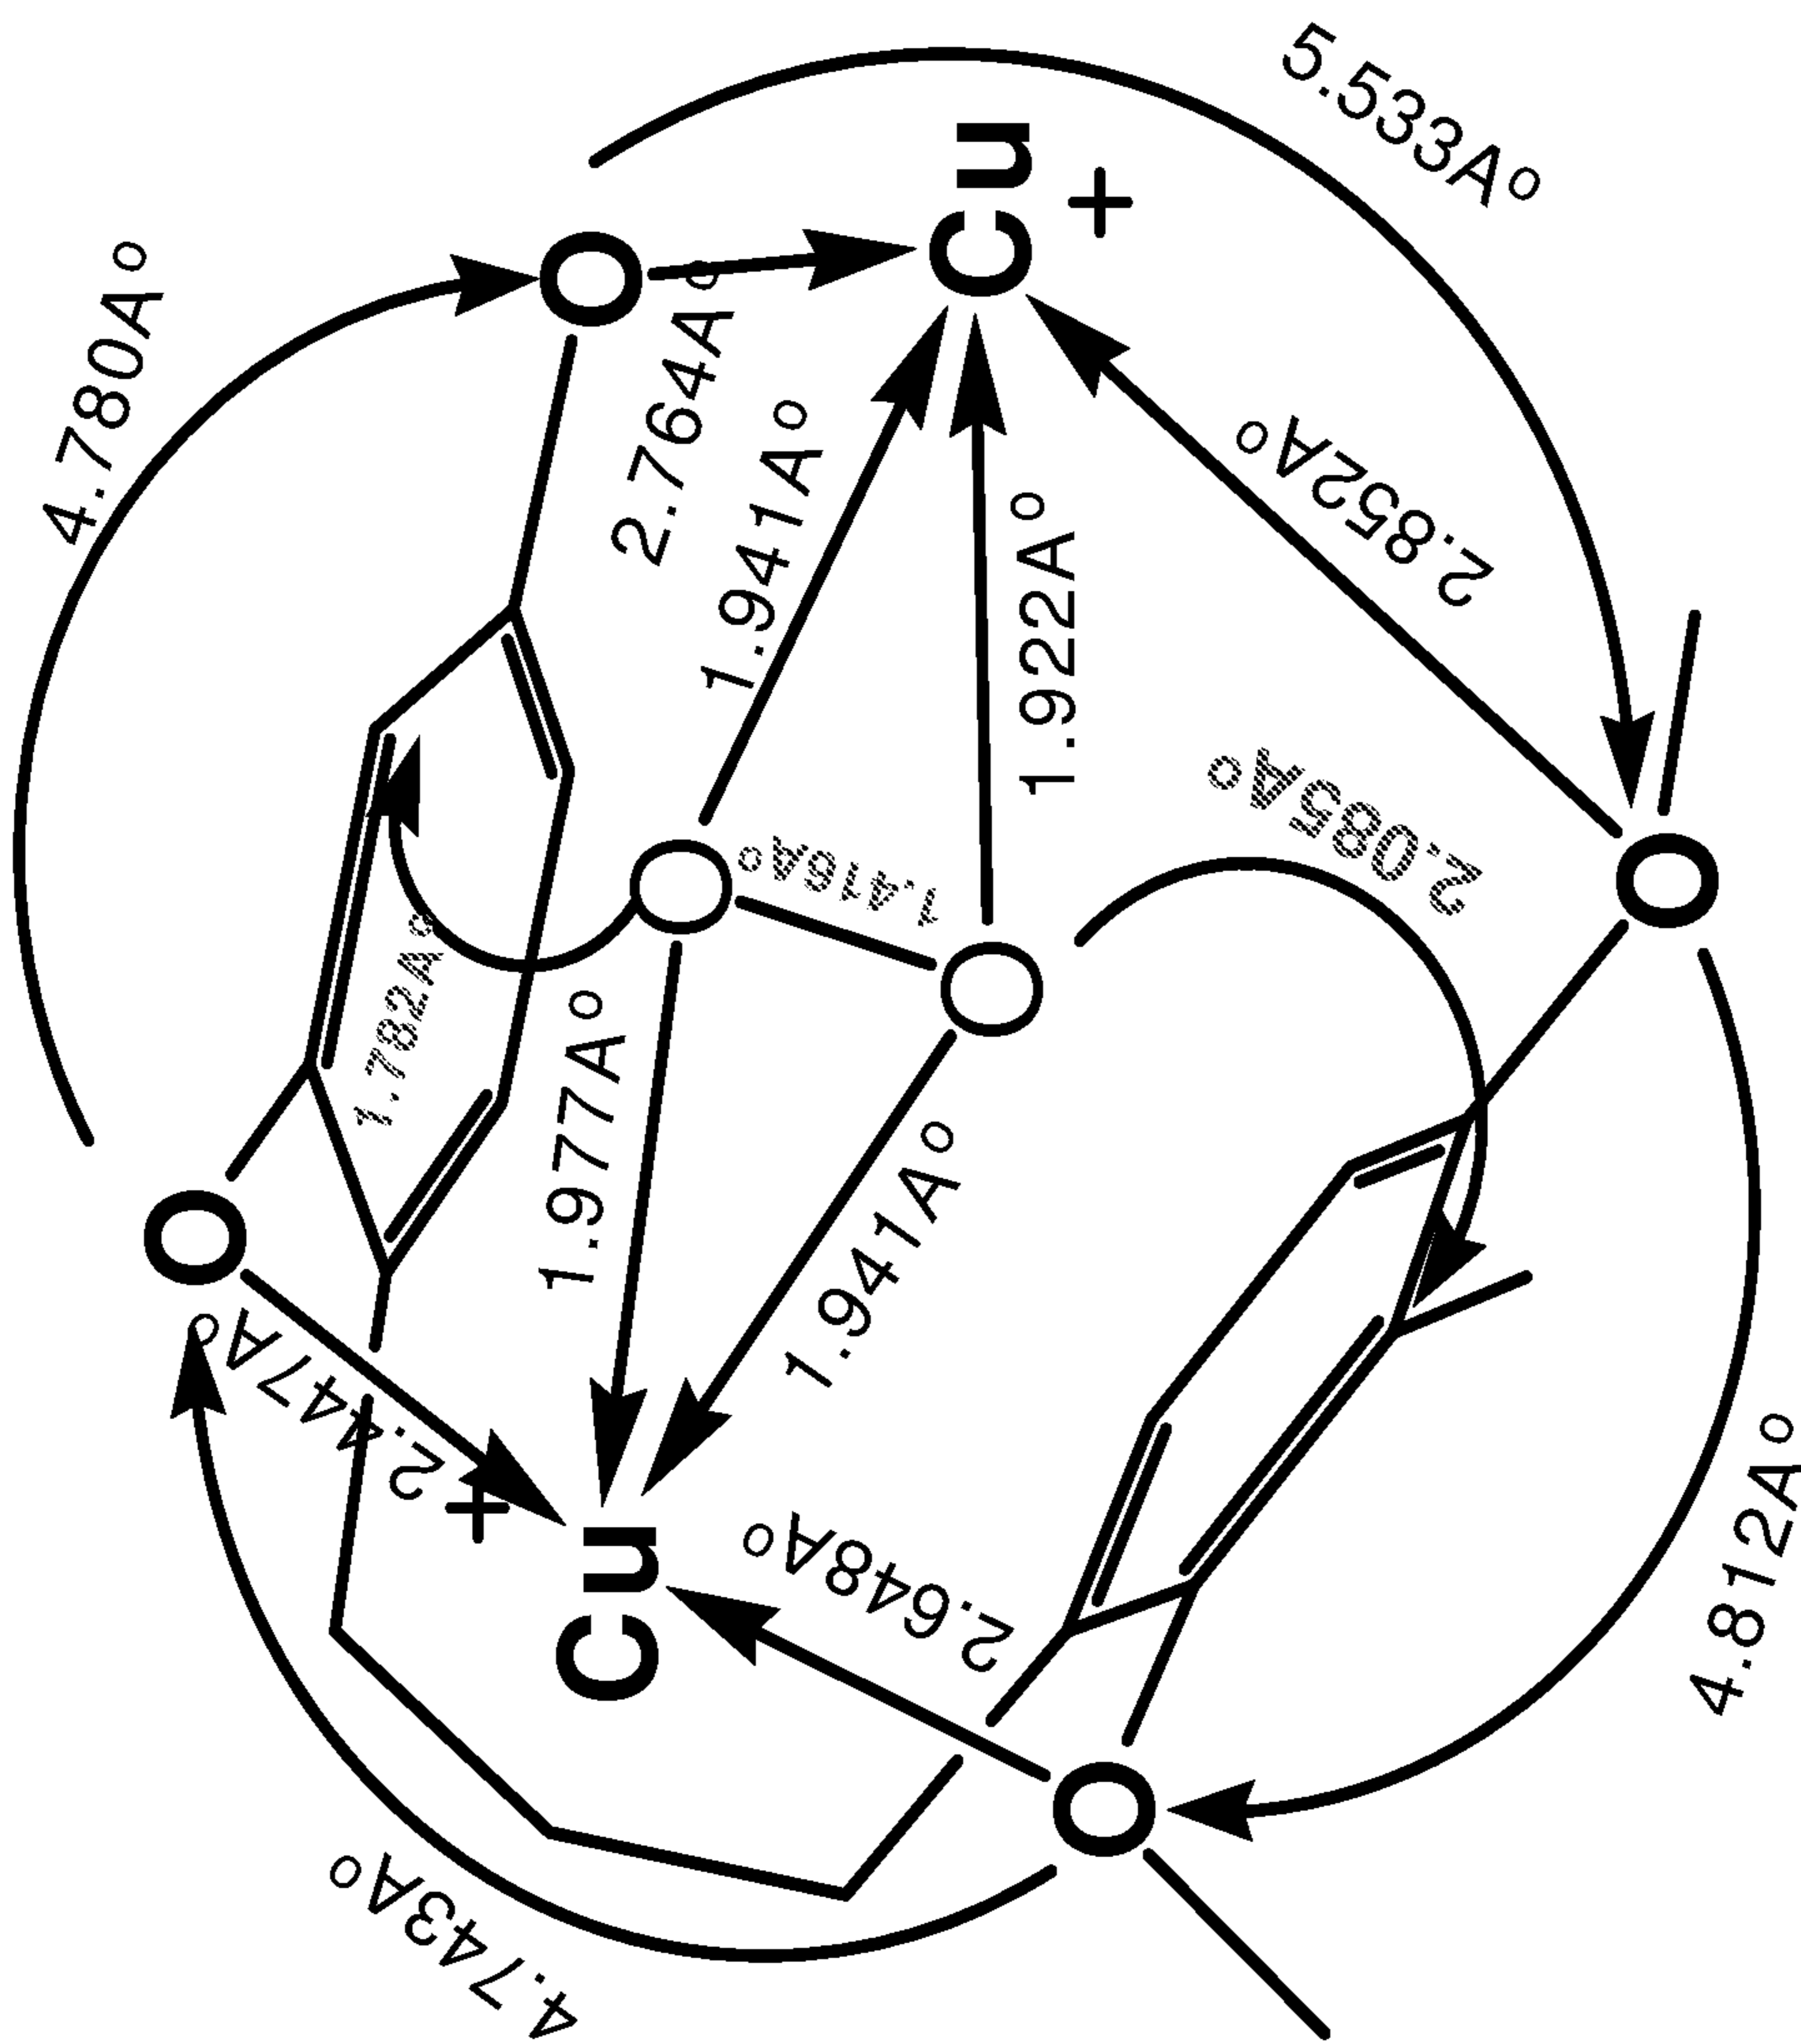 5.533A°
4.780A°
O
Cu
+
2.764A°
1.941A°
2.852A°
1.922A°
2.085A°
O
1.416A°
O
O
1.782A°
1.977A°
1.941A°
O
2.447A°
+
Cu
2.648A°
4.812A°
O
4.743A°